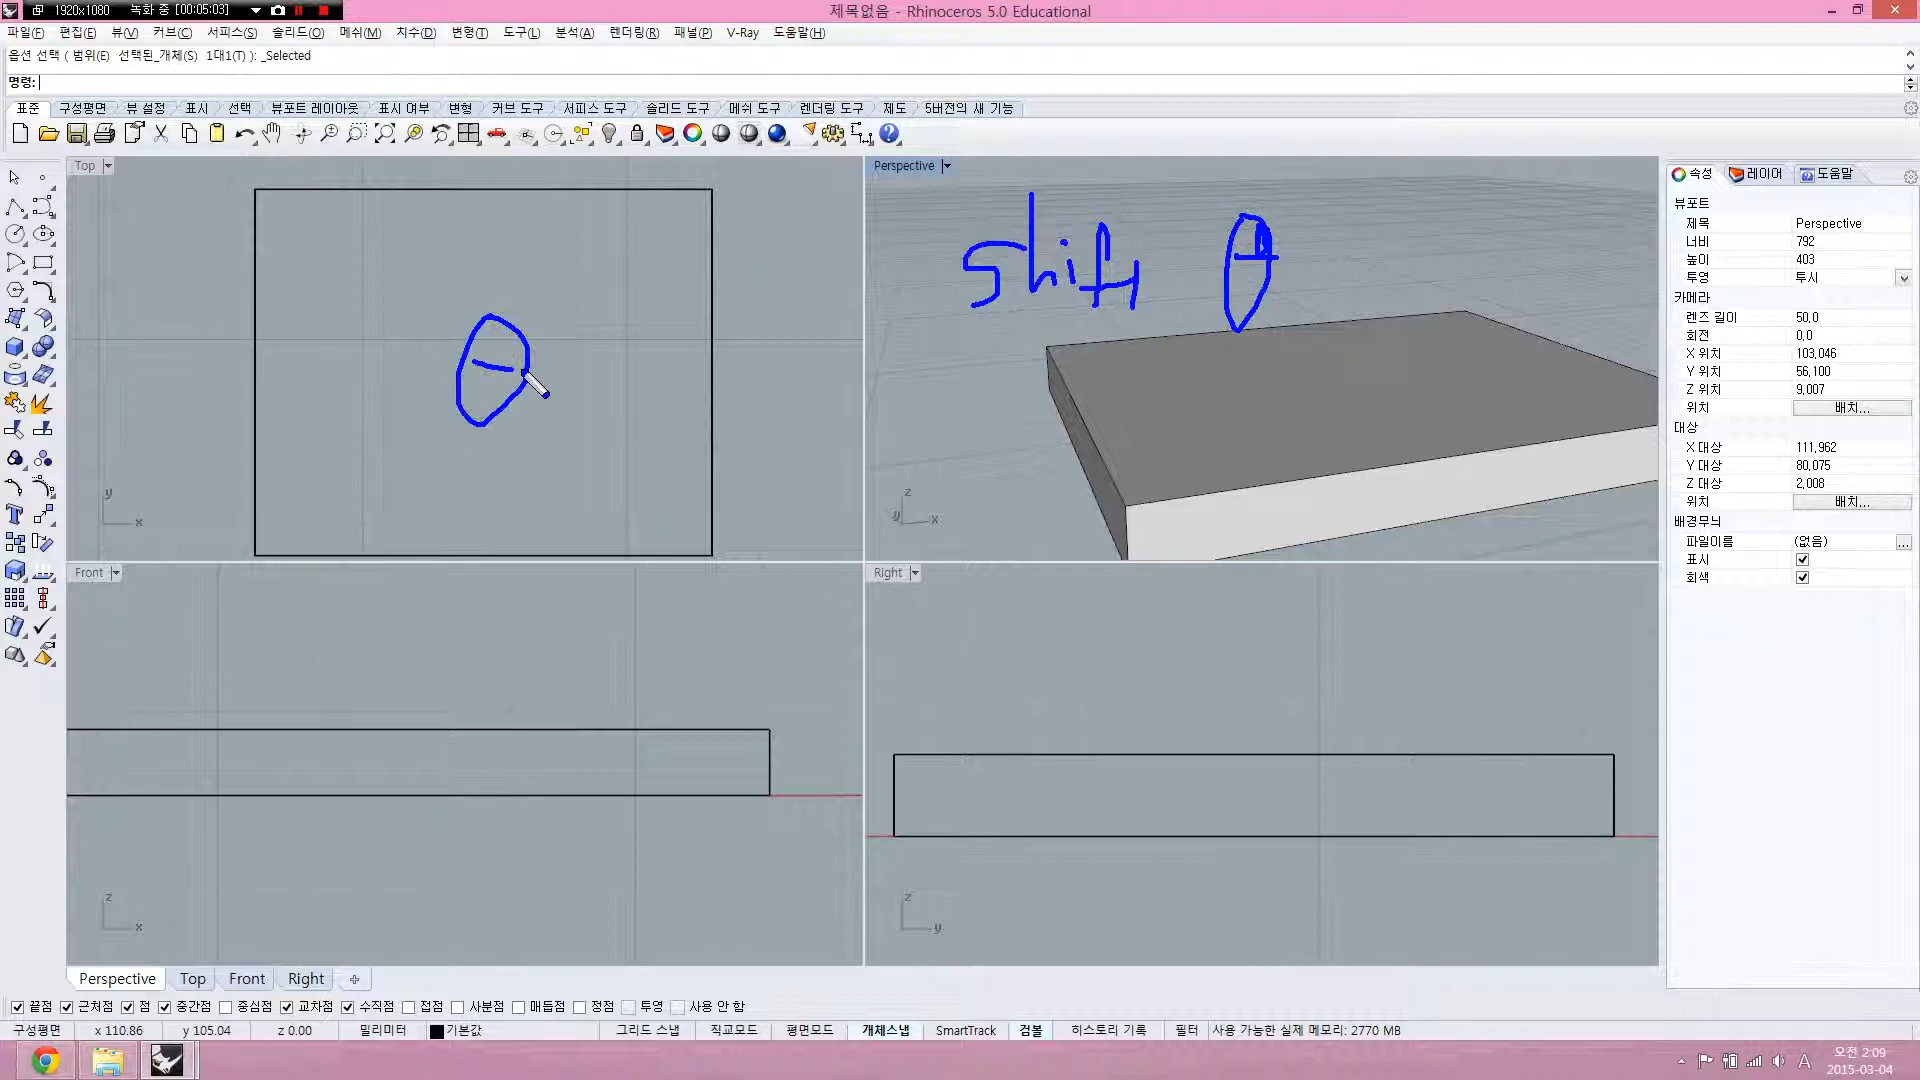 1920x1080 녹화 중 [00:05:03]
제목없음 - Rhinoceros 5.0 Educational
파일(F) 편집(E) 뷰(V) 커브(C) 서피스(S) 솔리드(O) 메쉬(M) 치수(D) 변형(T) 도구(L) 분석(A) 렌더링(R) 패널(P) V-Ray 도움말(H)
옵션 선택 ( 범위(E) 선택된_개체(S) 1대1(T) ): _Selected
명령:
표준 구성평면 뷰 설정 표시 선택 뷰포트 레이아웃 표시 여부 변형 커브 도구 서피스 도구 솔리드 도구 메쉬 도구 렌더링 도구 제도 5버전의 새 기능
Top
y
x
Perspective
shift
z
y
x
Front
z
x
Right
z
y
속성 레이어 도움말
뷰포트
제목 Perspective
너비 792
높이 403
투영 투시
카메라
렌즈 길이 50.0
회전 0.0
X 위치 103,046
Y 위치 56,100
Z 위치 9,007
위치 배치...
대상
X 대상 111,962
Y 대상 80,075
Z 대상 2,008
위치 배치...
배경무늬
파일이름 (없음) ...
표시
회색
Perspective Top Front Right
끝점 근처점 점 중간점 중심점 교차점 수직점 접점 사분점 매듭점 정점 투영 사용 안 함
구성평면 x 110.86 y 105.04 z 0.00 밀리미터 기본값 그리드 스냅 직교모드 평면모드 개체스냅 SmartTrack 검볼 히스토리 기록 필터 사용 가능한 실제 메모리: 2770 MB
A
오전 2:09
2015-03-04